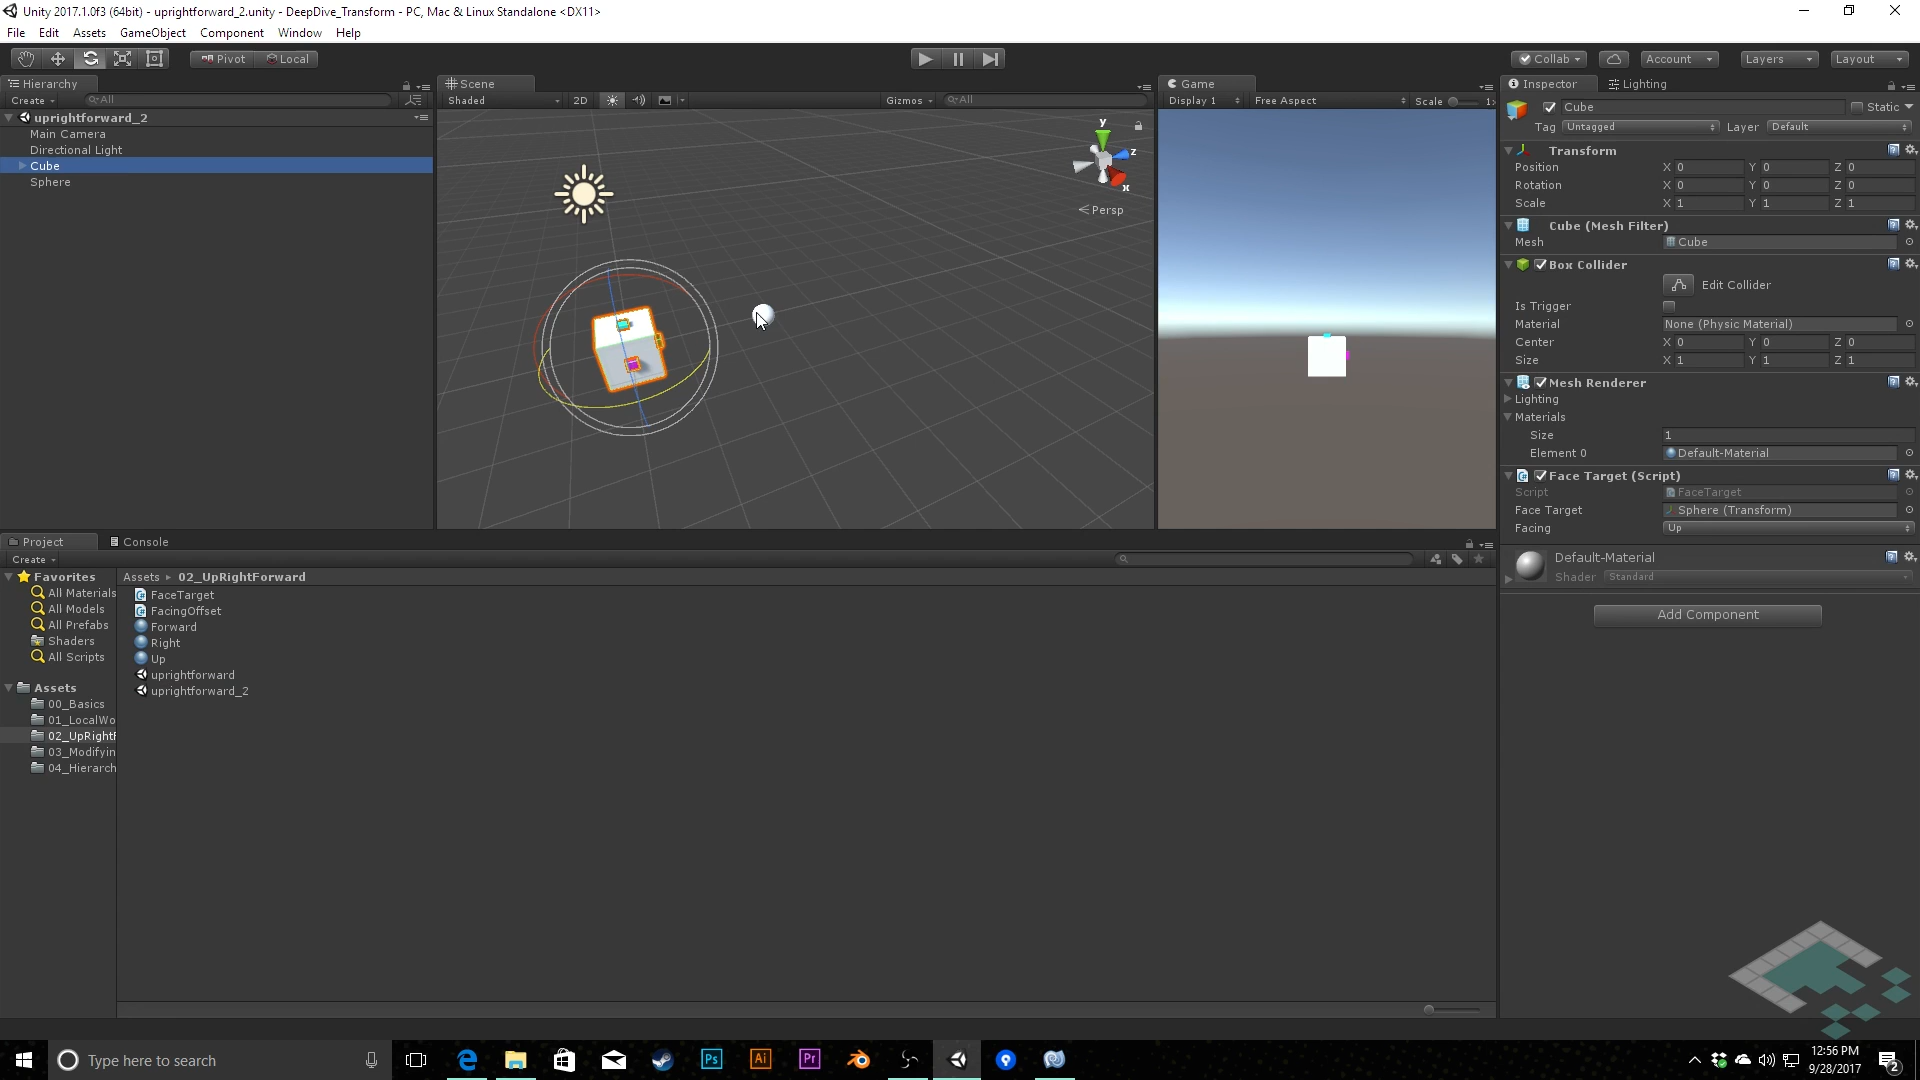 Unity 2017.1.0f3 (64bit) - uprightforward_2.unity - DeepDive_Transform - PC, Mac & Linux Standalone <DX11>
File Edit Assets GameObject Component Window Help
Pivot Local Collab Account Layers Layout
Hierarchy
Create All
uprightforward_2
Main Camera
Directional Light
Cube
Sphere
Scene
Shaded 2D Gizmos All
y
z
x
Persp
Game
Display 1 Free Aspect Scale 1x
Inspector Lighting
Cube Static
Tag Untagged Layer Default
Transform
Position X 0 Y 0 Z 0
Rotation X 0 Y 0 Z 0
Scale X 1 Y 1 Z 1
Cube (Mesh Filter)
Mesh Cube
Box Collider
Edit Collider
Is Trigger
Material None (Physic Material)
Center X 0 Y 0 Z 0
Size X 1 Y 1 Z 1
Mesh Renderer
Lighting
Materials
Size 1
Element 0 Default-Material
Face Target (Script)
Script FaceTarget
Face Target Sphere (Transform)
Facing Up
Default-Material
Shader Standard
Add Component
Project Console
Create
Favorites
All Materials
All Models
All Prefabs
Shaders
All Scripts
Assets
00_Basics
01_LocalWo
02_UpRightF
03_Modifyin
04_Hierarch
Assets 02_UpRightForward
FaceTarget
FacingOffset
Forward
Right
Up
uprightforward
uprightforward_2
Type here to search
Ps Ai Pr
12:56 PM
9/28/2017
2